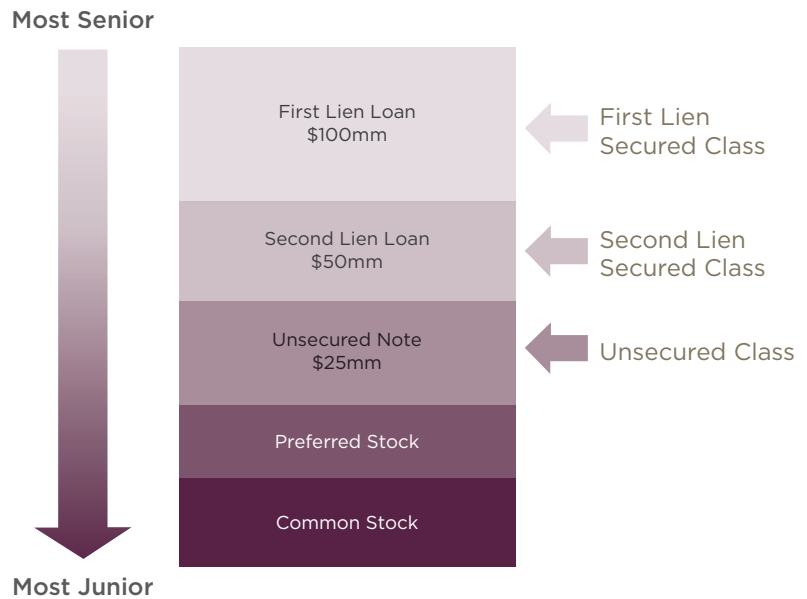 Most Senior
First Lien Loan
$100mm
First Lien
Secured Class
Second Lien Loan
$50mm
Second Lien
Secured Class
Unsecured Note
$25mm
Unsecured Class
Preferred Stock
Common Stock
Most Junior